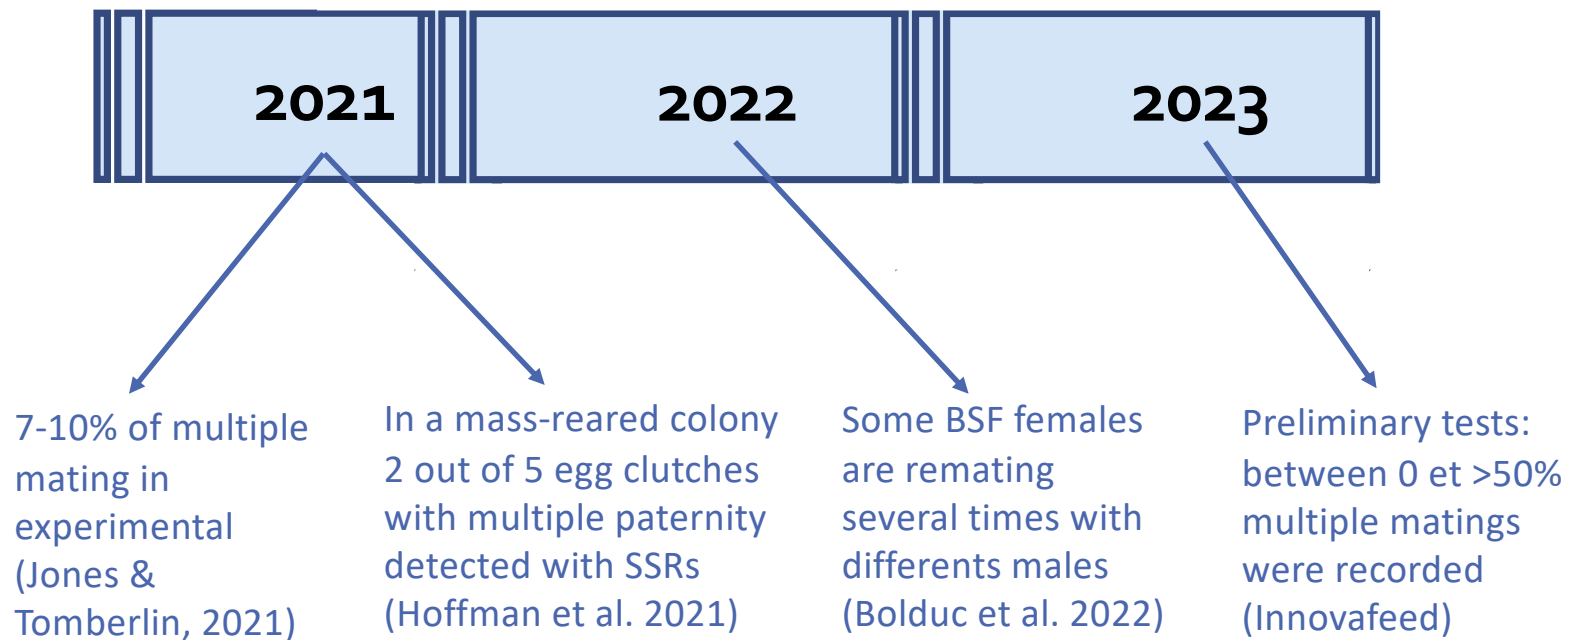 2021
2022
2023
7-10% of multiple
mating in
experimental
(Jones &
Tomberlin, 2021)
In a mass-reared colony
2 out of 5 egg clutches
with multiple paternity
detected with SSRs
(Hoffman et al. 2021)
Some BSF females
are remating
several times with
differents males
(Bolduc et al. 2022)
Preliminary tests:
between 0 et >50%
multiple matings
were recorded
(Innovafeed)